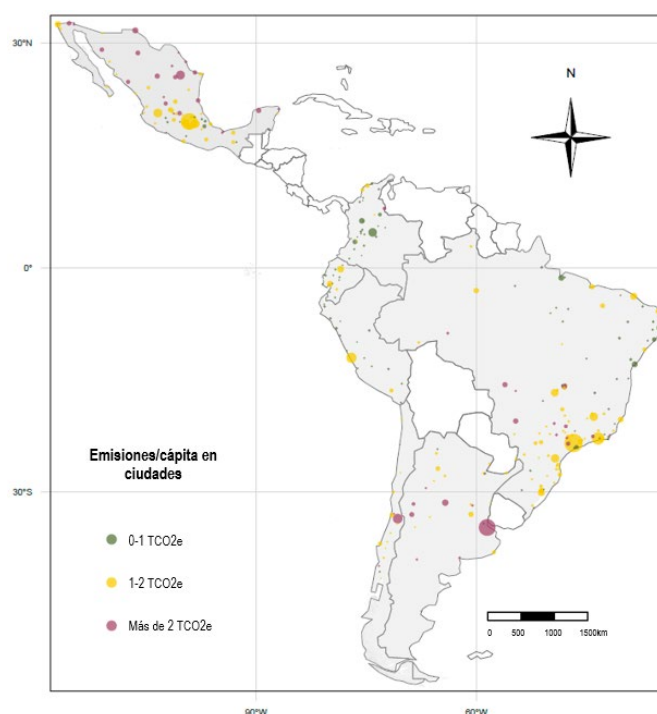 30°N
N
0°
Emisiones/cápita en
ciudades
30°S
0-1 TCO2e
1-2 TCO2e
Más de 2 TCO2e
0 500 1000 1500km
90°W 60°W